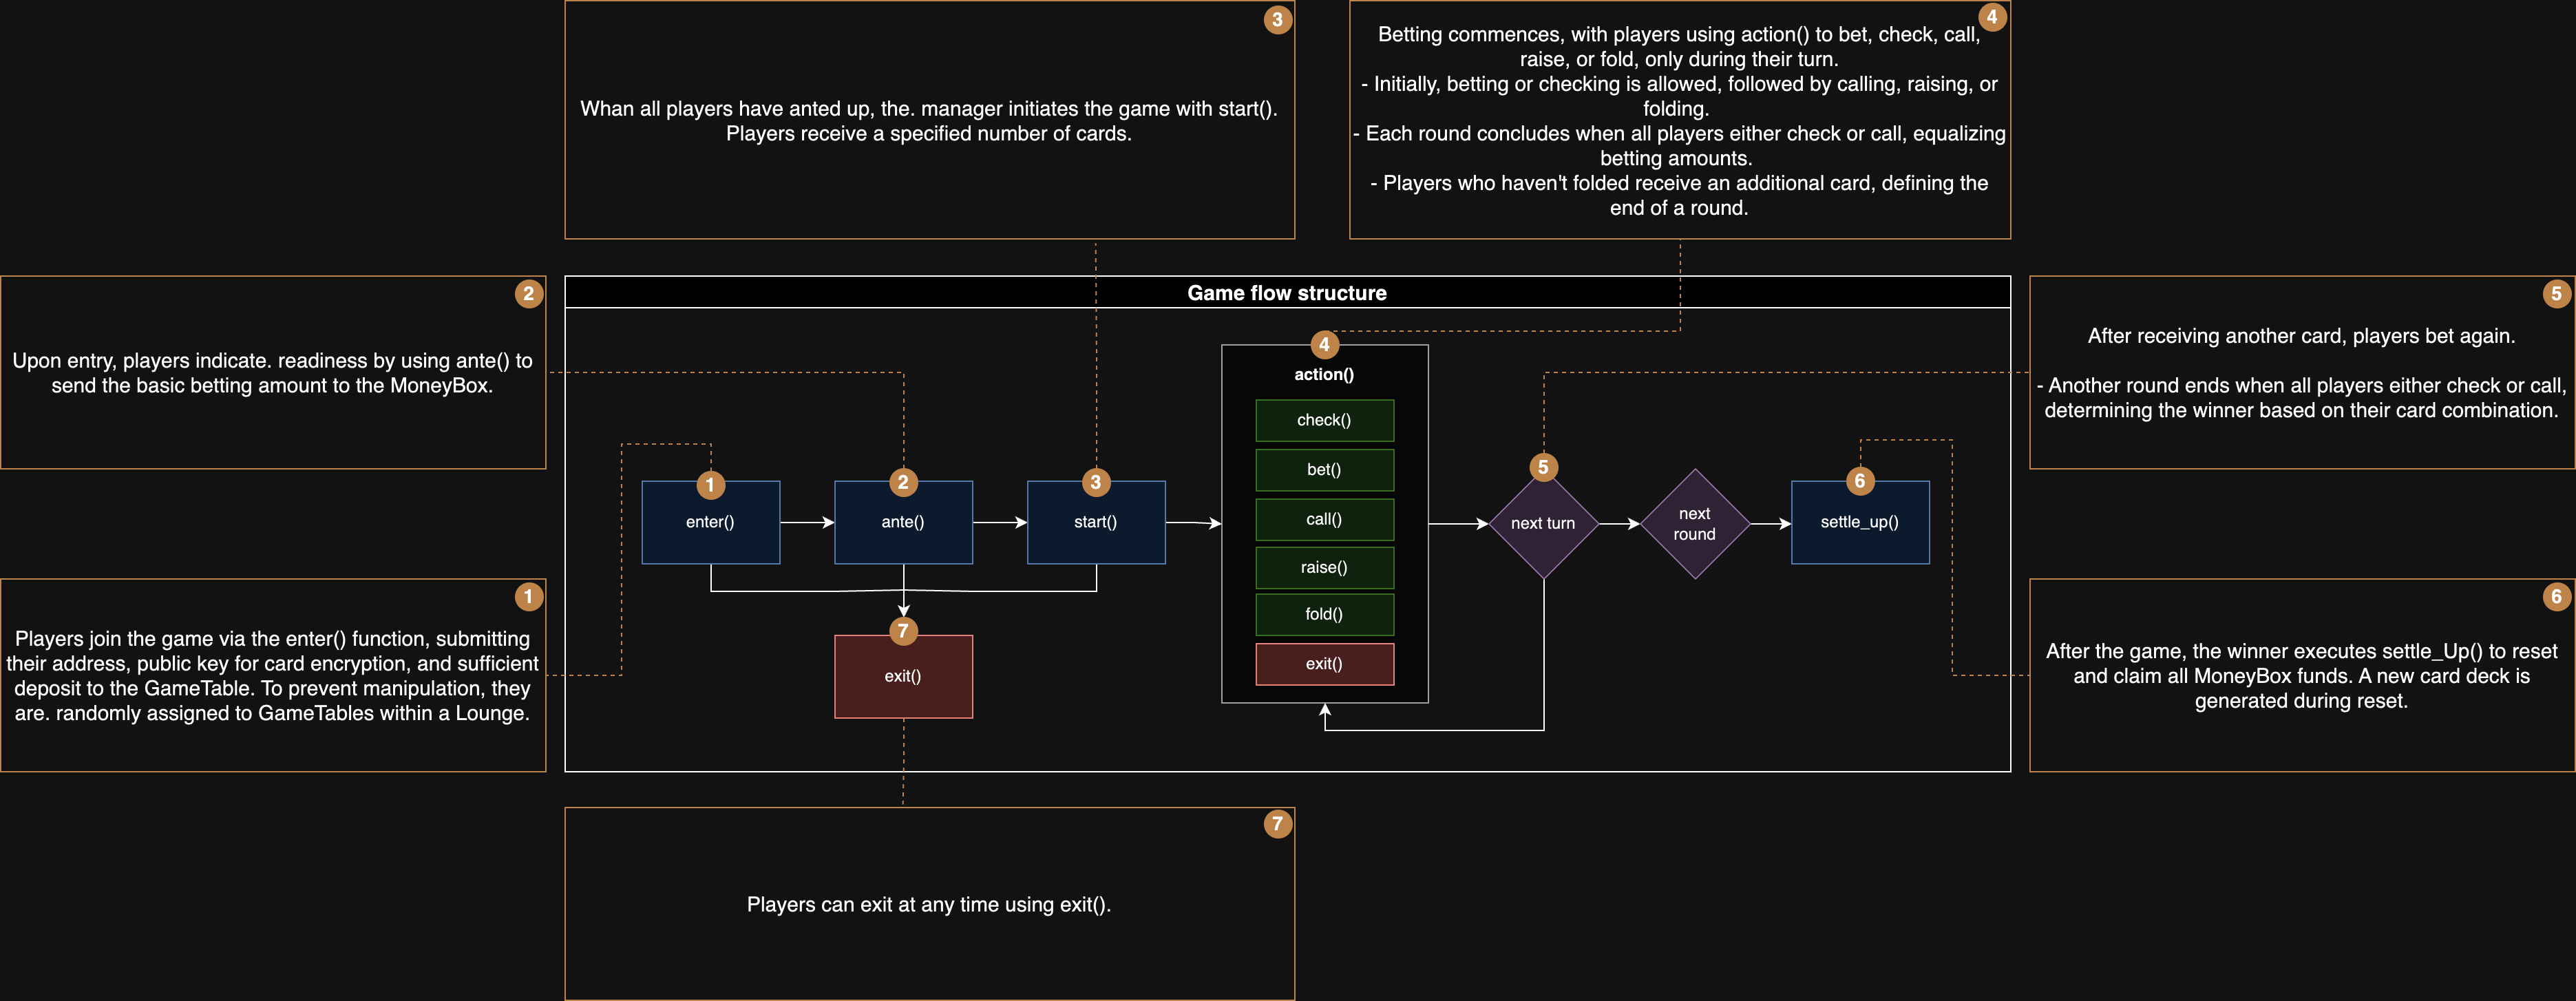 3
Whan all players have anted up, the. manager initiates the game with start().
Players receive a specified number of cards.
4
Betting commences, with players using action() to bet, check, call,
raise, or fold, only during their turn.
- Initially, betting or checking is allowed, followed by calling, raising, or
folding.
- Each round concludes when all players either check or call, equalizing
betting amounts.
- Players who haven't folded receive an additional card, defining the
end of a round.
2
Upon entry, players indicate. readiness by using ante() to
send the basic betting amount to the MoneyBox.
1
Players join the game via the enter() function, submitting
their address, public key for card encryption, and sufficient
deposit to the GameTable. To prevent manipulation, they
are. randomly assigned to GameTables within a Lounge.
Game flow structure
1
enter()
2
ante()
3
start()
7
exit()
4
action()
check()
bet()
call()
raise()
fold()
exit()
5
next turn
next
round
6
settle_up()
5
After receiving another card, players bet again.
- Another round ends when all players either check or call,
determining the winner based on their card combination.
6
After the game, the winner executes settle_Up() to reset
and claim all MoneyBox funds. A new card deck is
generated during reset.
7
Players can exit at any time using exit().